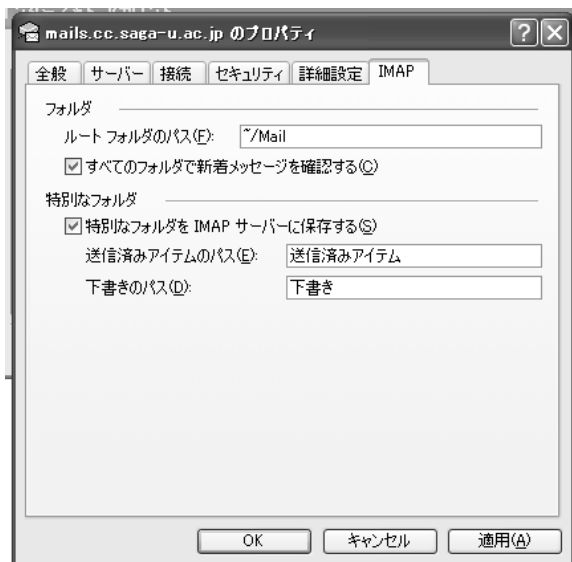 mails.cc.saga-u.ac.jp のプロパティ
全般 サーバー 接続 セキュリティ 詳細設定 IMAP
フォルダ
ルート フォルダのパス(F): ~/Mail
すべてのフォルダで新着メッセージを確認する(C)
特別なフォルダ
特別なフォルダを IMAP サーバーに保存する(S)
送信済みアイテムのパス(E): 送信済みアイテム
下書きのパス(D): 下書き
OK キャンセル 適用(A)